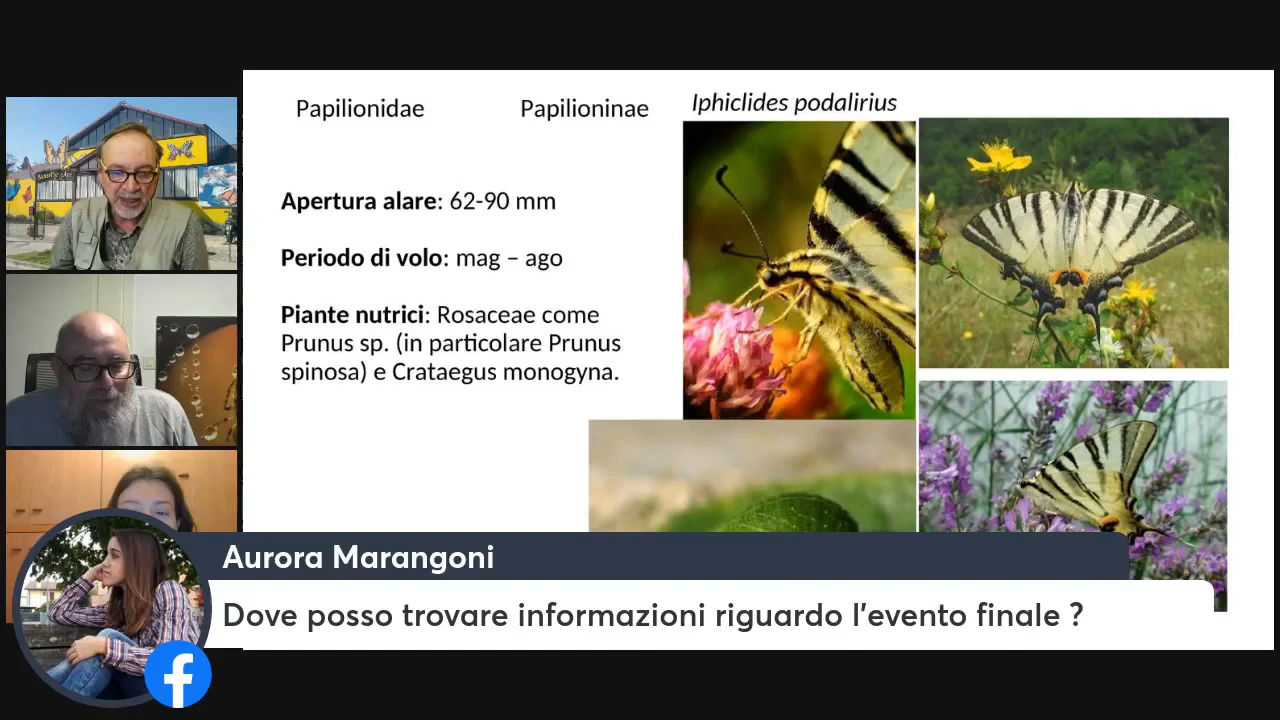 Papilionidae
Papilioninae
Iphiclides podalirius
Apertura alare: 62-90 mm
Periodo di volo: mag – ago
Piante nutrici: Rosaceae come
Prunus sp. (in particolare Prunus
spinosa) e Crataegus monogyna.
Aurora Marangoni
Dove posso trovare informazioni riguardo l'evento finale ?